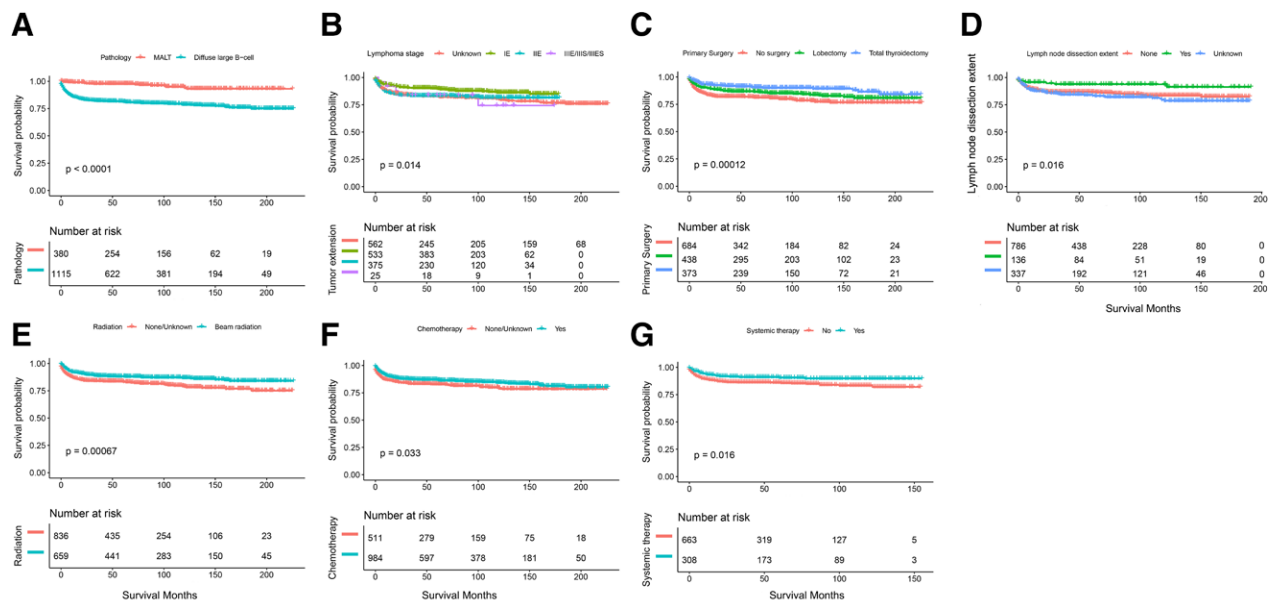 A
Pathology MALT Diffuse large B-cell
Survival probability
1.00
0.75
0.50
0.25
0.00
p < 0.0001
0 50 100 150 200
Number at risk
Pathology
380 254 156 62 19
1115 622 381 194 49
0 50 100 150 200
B
Lymphoma stage Unknown IE IIE IIIE/IIIS/IIIES
Survival probability
1.00
0.75
0.50
0.25
0.00
p = 0.014
0 50 100 150 200
Number at risk
Tumor extension
562 245 205 159 68
533 383 203 62 0
375 230 120 34 0
25 18 9 1 0
0 50 100 150 200
C
Primary Surgery No surgery Lobectomy Total thyroidectomy
Survival probability
1.00
0.75
0.50
0.25
0.00
p = 0.00012
0 50 100 150 200
Number at risk
Primary Surgery
684 342 184 82 24
438 295 203 102 23
373 239 150 72 21
0 50 100 150 200
D
Lymph node dissection extent None Yes Unknown
Lymph node dissection extent
1.00
0.75
0.50
0.25
0.00
p = 0.016
0 50 100 150 200
Number at risk
786 438 228 80 0
136 84 51 19 0
337 192 121 46 0
0 50 100 150 200
Survival Months
E
Radiation None/Unknown Beam radiation
Survival probability
1.00
0.75
0.50
0.25
0.00
p = 0.00067
0 50 100 150 200
Number at risk
Radiation
836 435 254 106 23
659 441 283 150 45
0 50 100 150 200
Survival Months
F
Chemotherapy None/Unknown Yes
Survival probability
1.00
0.75
0.50
0.25
0.00
p = 0.033
0 50 100 150 200
Number at risk
Chemotherapy
511 279 159 75 18
984 597 378 181 50
0 50 100 150 200
Survival Months
G
Systemic therapy No Yes
Survival probability
1.00
0.75
0.50
0.25
0.00
p = 0.016
0 50 100 150
Number at risk
Systemic therapy
663 319 127 5
308 173 89 3
0 50 100 150
Survival Months